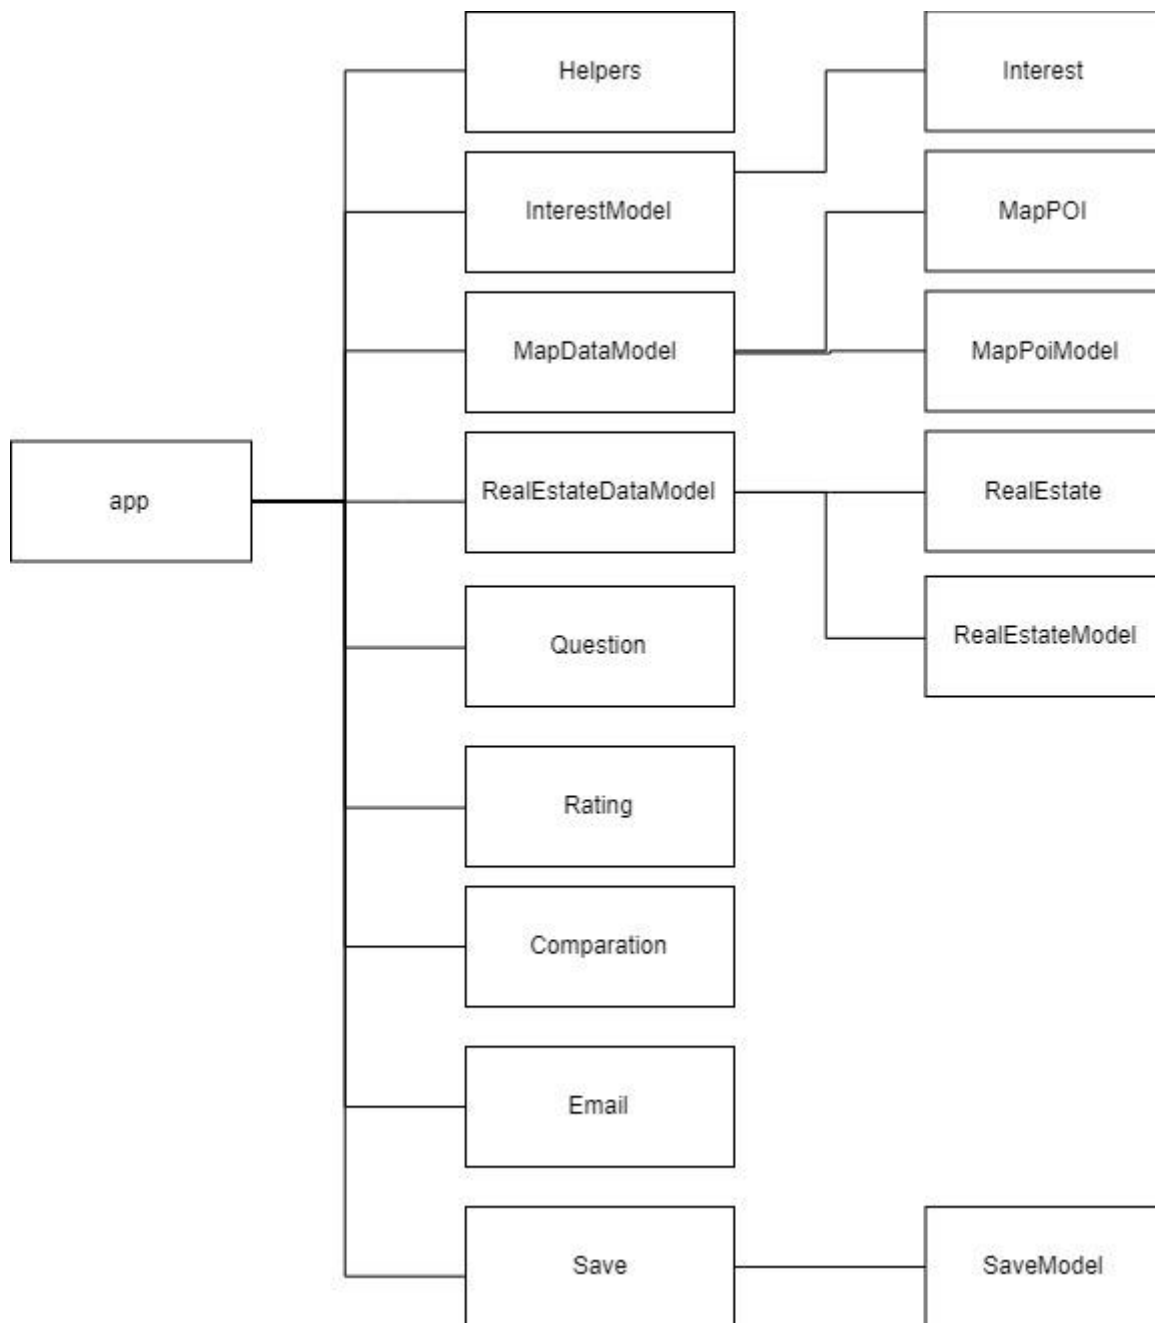 Helpers
Interest
InterestModel
MapPOI
MapDataModel
MapPoiModel
app
RealEstateDataModel
RealEstate
Question
RealEstateModel
Rating
Comparation
Email
Save
SaveModel